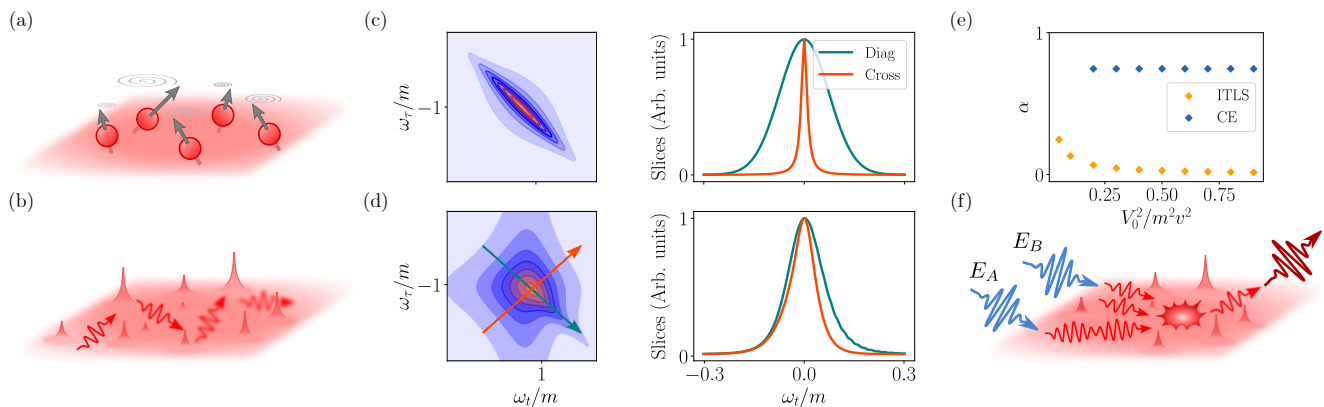 (a)
(b)
(c)
ω_τ/m
−1
(d)
ω_τ/m
−1
1
ω_t/m
Slices (Arb. units)
1
0
Diag
Cross
Slices (Arb. units)
1
0
−0.3
0.0
0.3
ω_t/m
(e)
α
1
0
ITLS
CE
0.25
0.50
0.75
V_0^2/m^2v^2
(f)
E_B
E_A